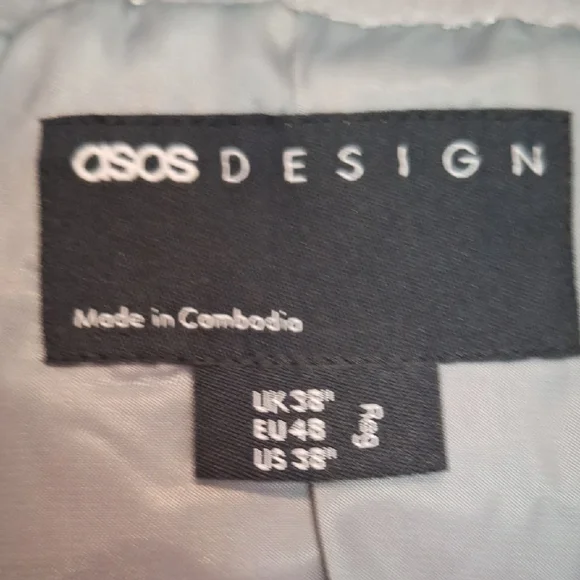 asos DESIGN
Made in Cambodia
UK 38"
EU 48
US 38"
Reg